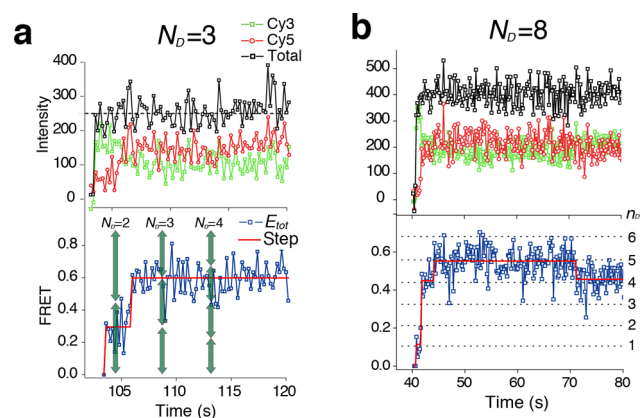 a
N_D=3
Cy3
Cy5
Total
Intensity
400
300
200
100
0
N_D=2
N_D=3
N_D=4
E_tot
Step
FRET
0.8
0.6
0.4
0.2
0.0
105
110
115
120
Time (s)
b
N_D=8
500
400
300
200
100
0
n_D
6
5
4
3
2
1
0.6
0.4
0.2
0.0
40
50
60
70
80
Time (s)